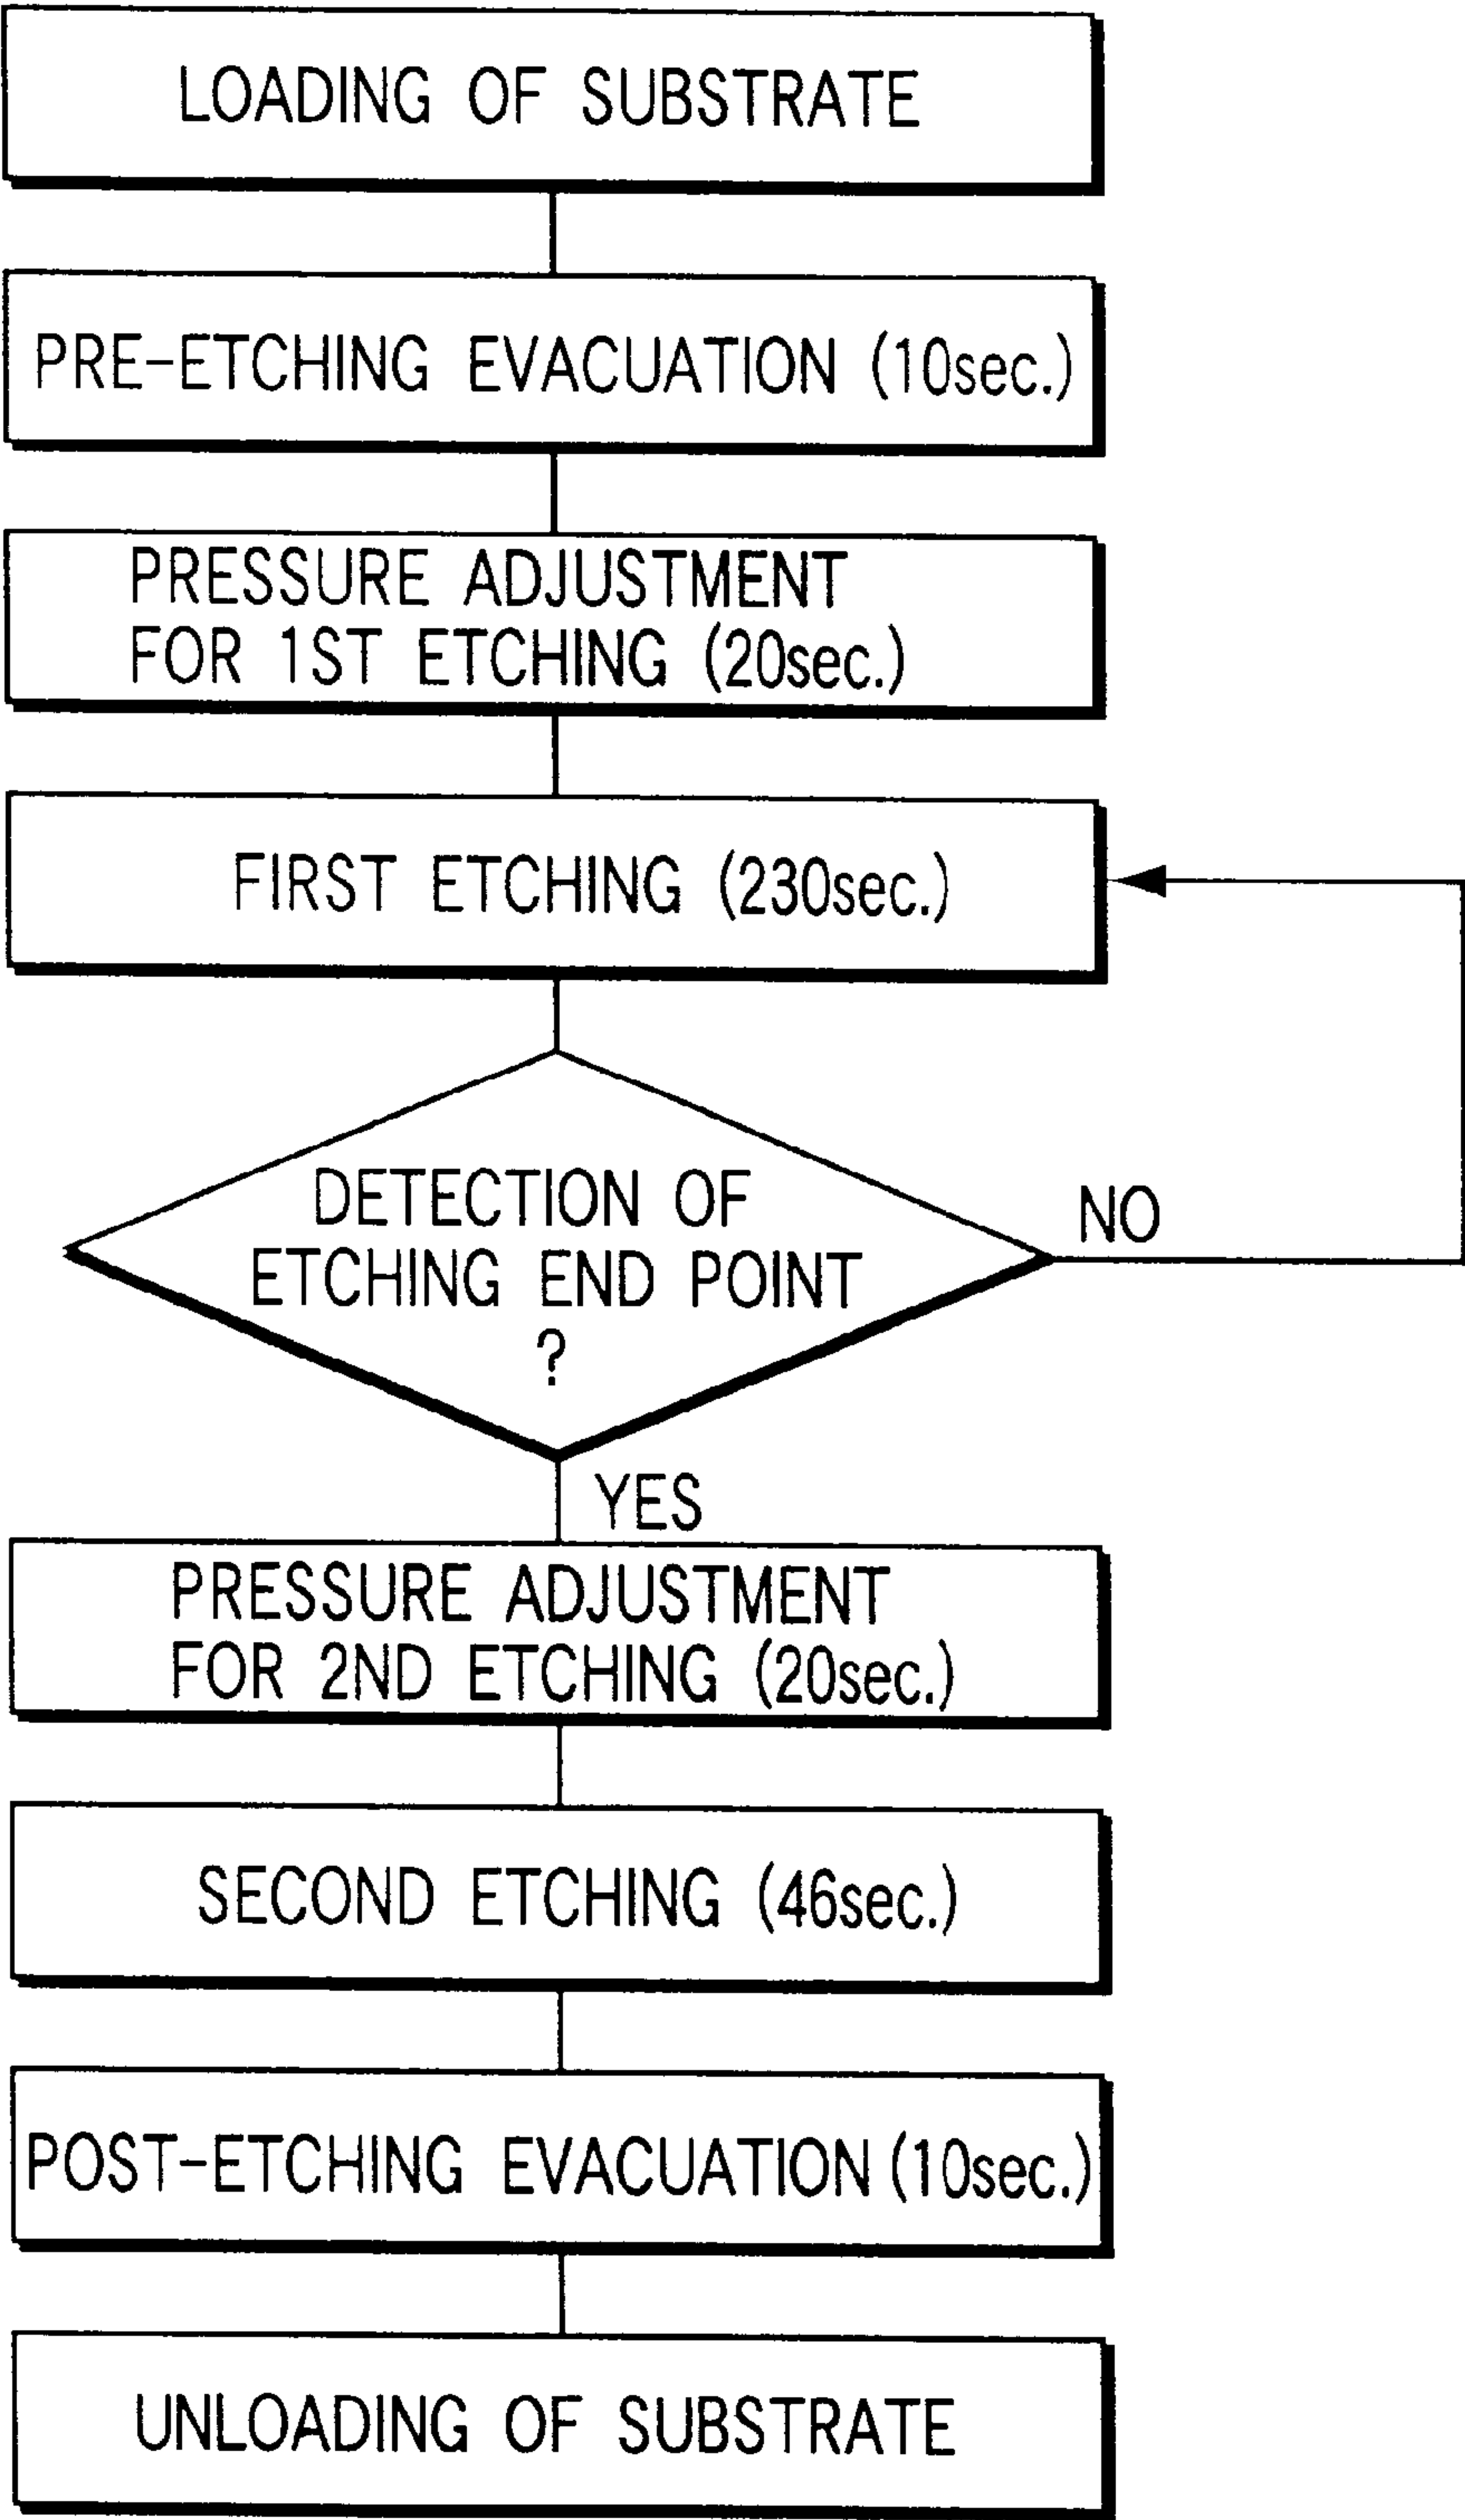 LOADING OF SUBSTRATE
PRE-ETCHING EVACUATION (10sec.)
PRESSURE ADJUSTMENT
FOR 1ST ETCHING (20sec.)
FIRST ETCHING (230sec.)
DETECTION OF
ETCHING END POINT
?
NO
YES
PRESSURE ADJUSTMENT
FOR 2ND ETCHING (20sec.)
SECOND ETCHING (46sec.)
POST-ETCHING EVACUATION (10sec.)
UNLOADING OF SUBSTRATE